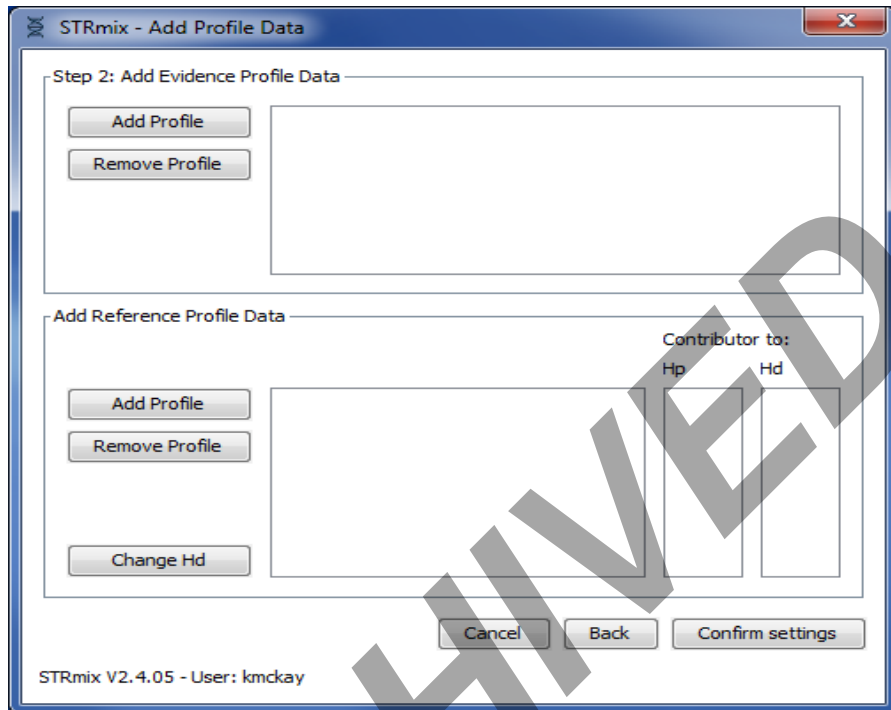 STRmix - Add Profile Data
Step 2: Add Evidence Profile Data
Add Profile
Remove Profile
Add Reference Profile Data
Contributor to:
Hp Hd
Add Profile
Remove Profile
Change Hd
Cancel Back Confirm settings
STRmix V2.4.05 - User: kmckay
HIVED